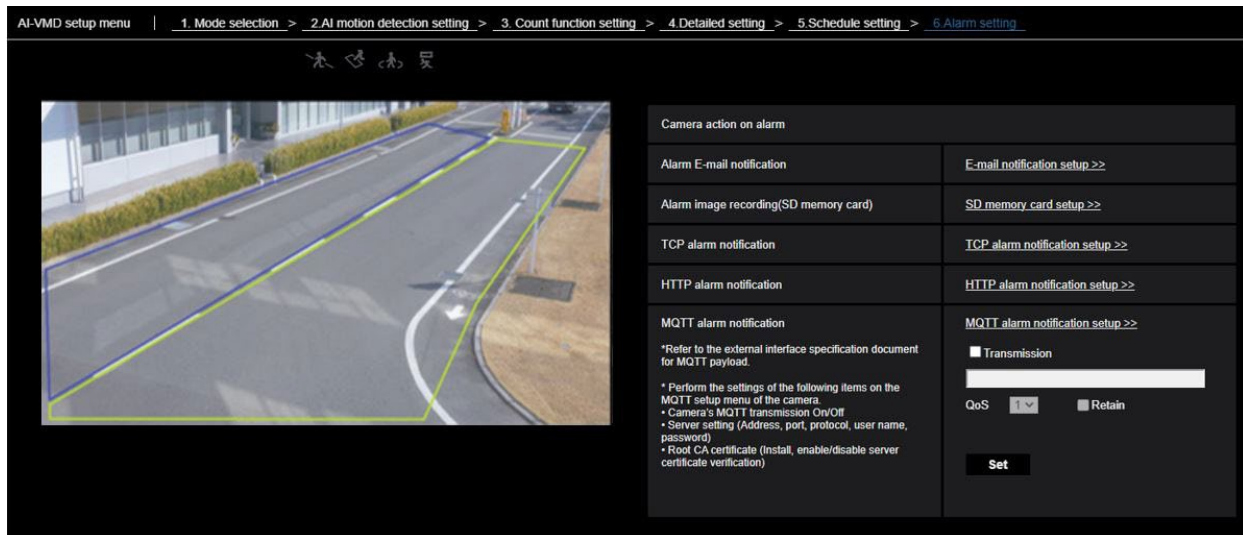 AI-VMD setup menu | 1. Mode selection > 2.AI motion detection setting > 3. Count function setting > 4.Detailed setting > 5.Schedule setting > 6.Alarm setting
Camera action on alarm
Alarm E-mail notification
E-mail notification setup >>
Alarm image recording(SD memory card)
SD memory card setup >>
TCP alarm notification
TCP alarm notification setup >>
HTTP alarm notification
HTTP alarm notification setup >>
MQTT alarm notification
*Refer to the external interface specification document
for MQTT payload.
* Perform the settings of the following items on the
MQTT setup menu of the camera.
• Camera's MQTT transmission On/Off
• Server setting (Address, port, protocol, user name,
password)
• Root CA certificate (Install, enable/disable server
certificate verification)
MQTT alarm notification setup >>
Transmission
QoS 1 Retain
Set